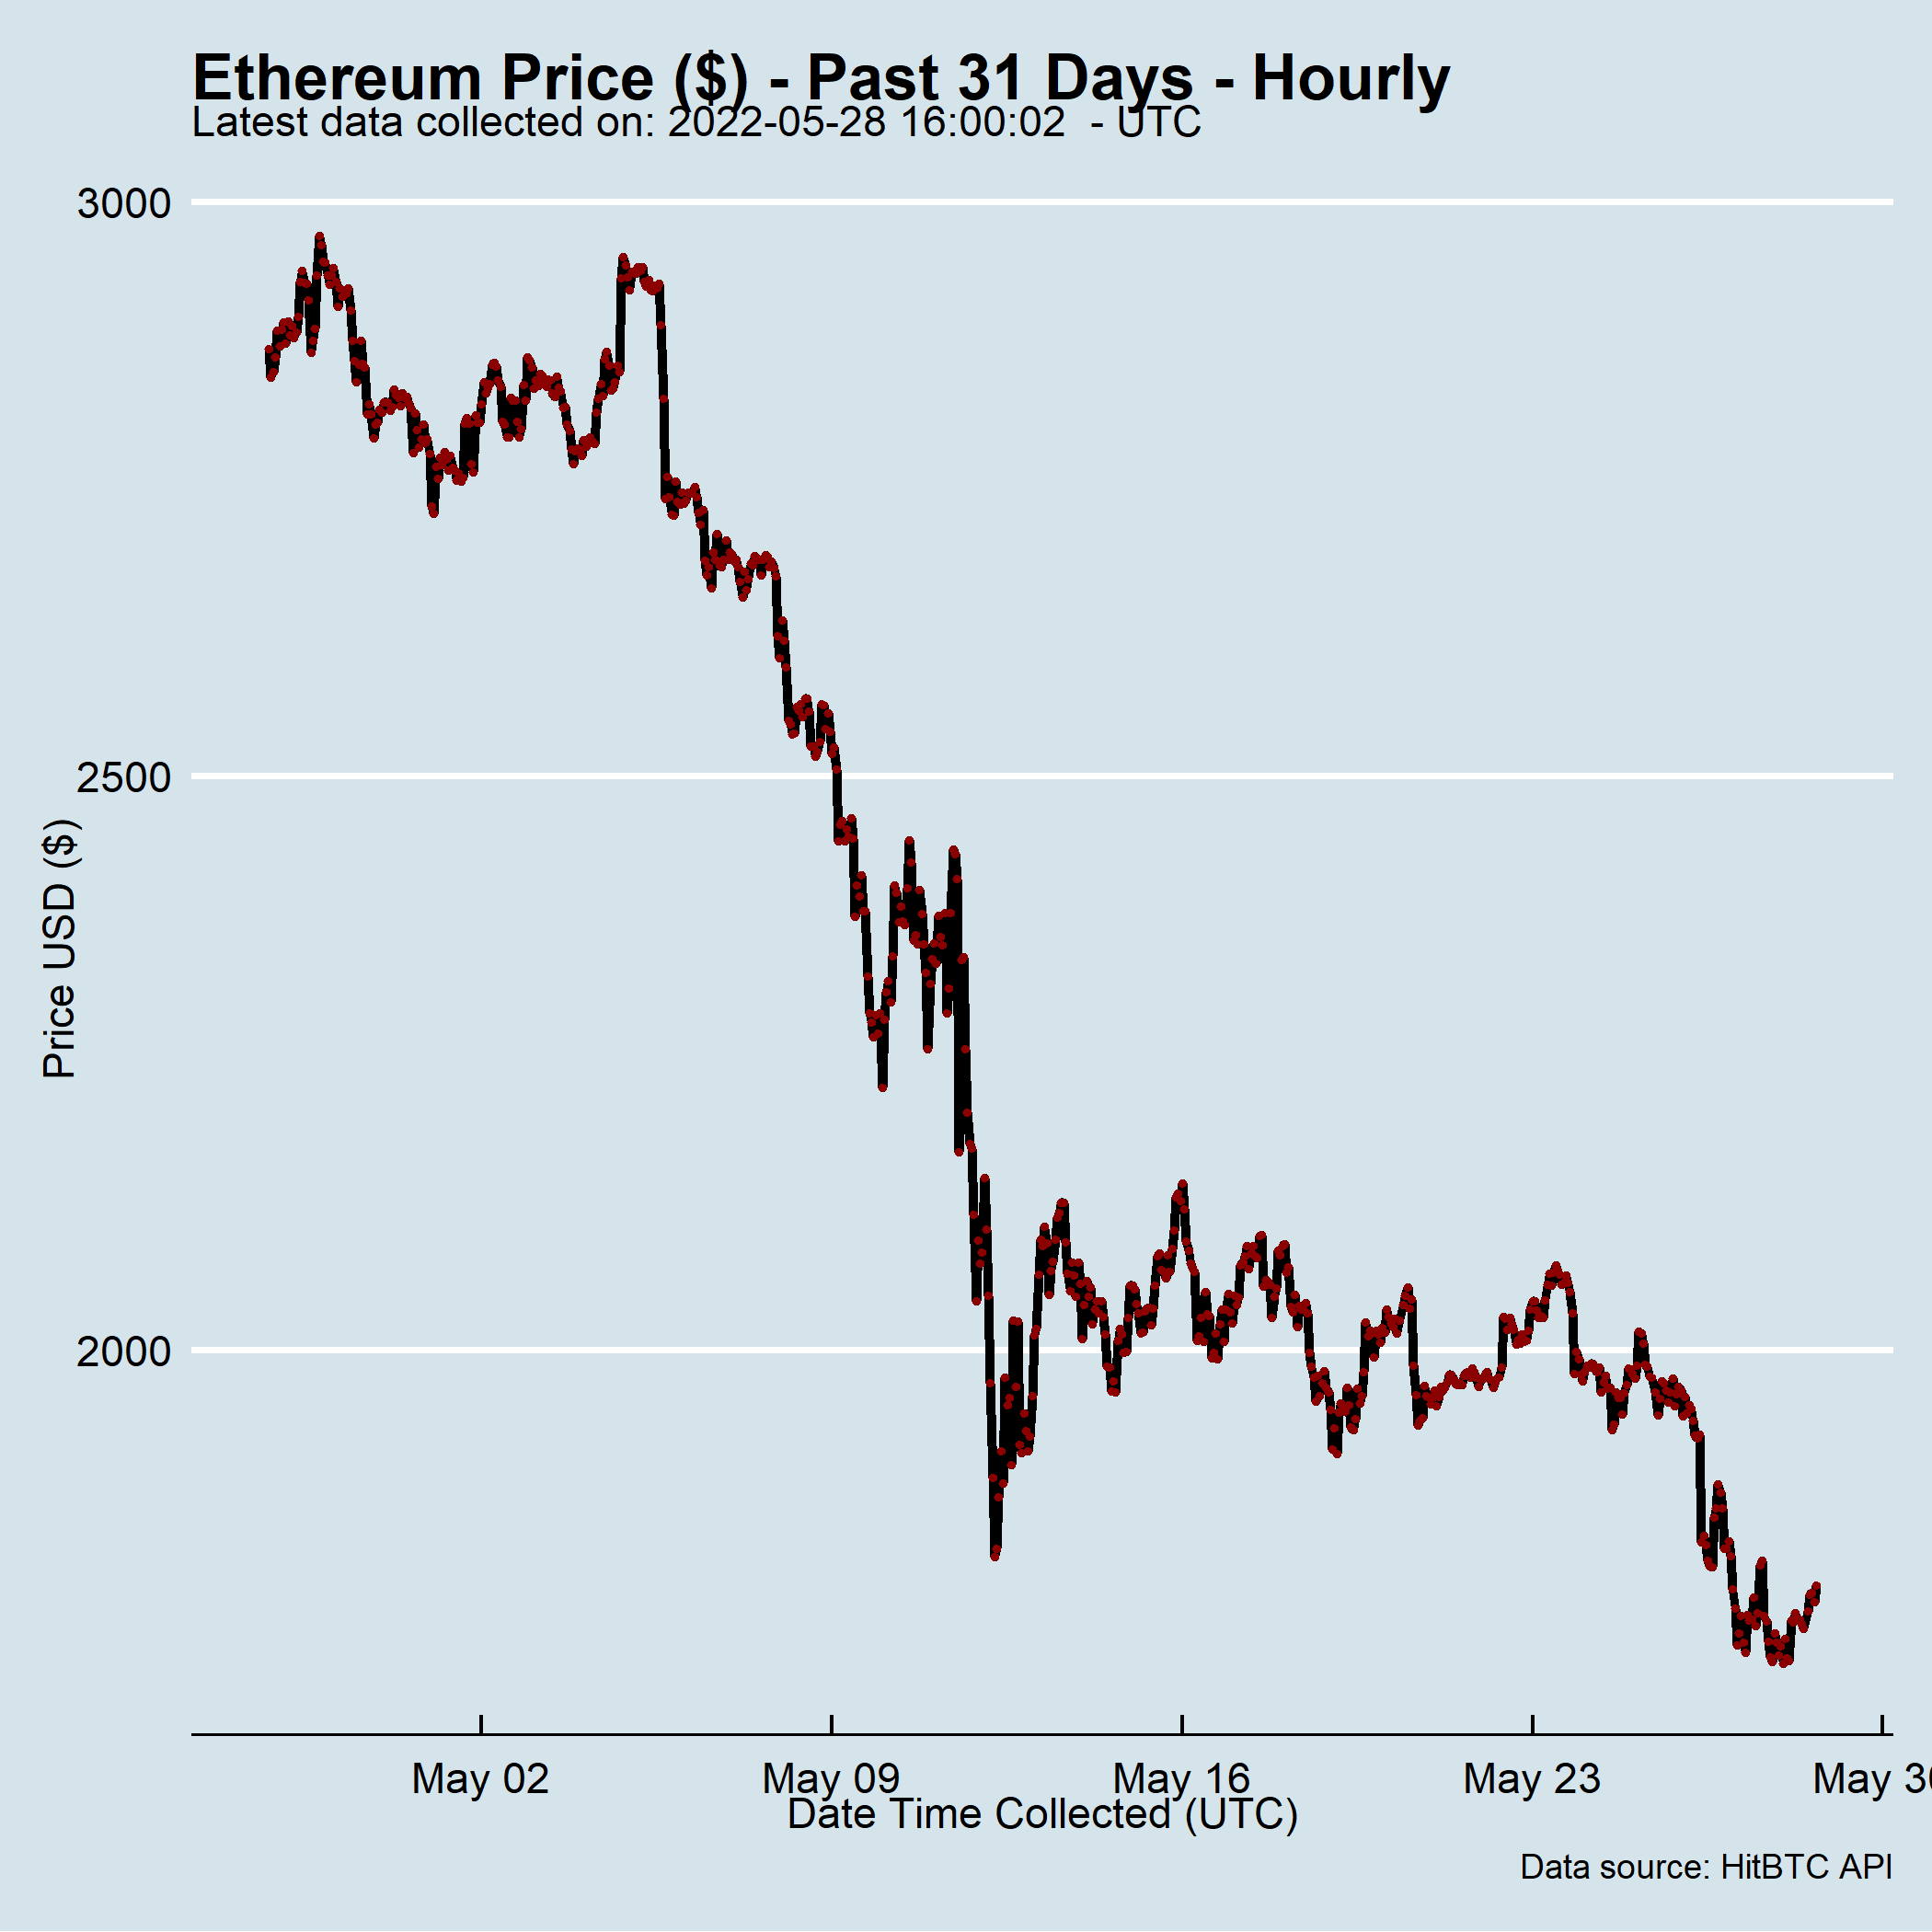 Ethereum Price ($) - Past 31 Days - Hourly
Latest data collected on: 2022-05-28 16:00:02  - UTC
3000
2500
2000
Price USD ($)
May 02
May 09
May 16
May 23
May 30
Date Time Collected (UTC)
Data source: HitBTC API